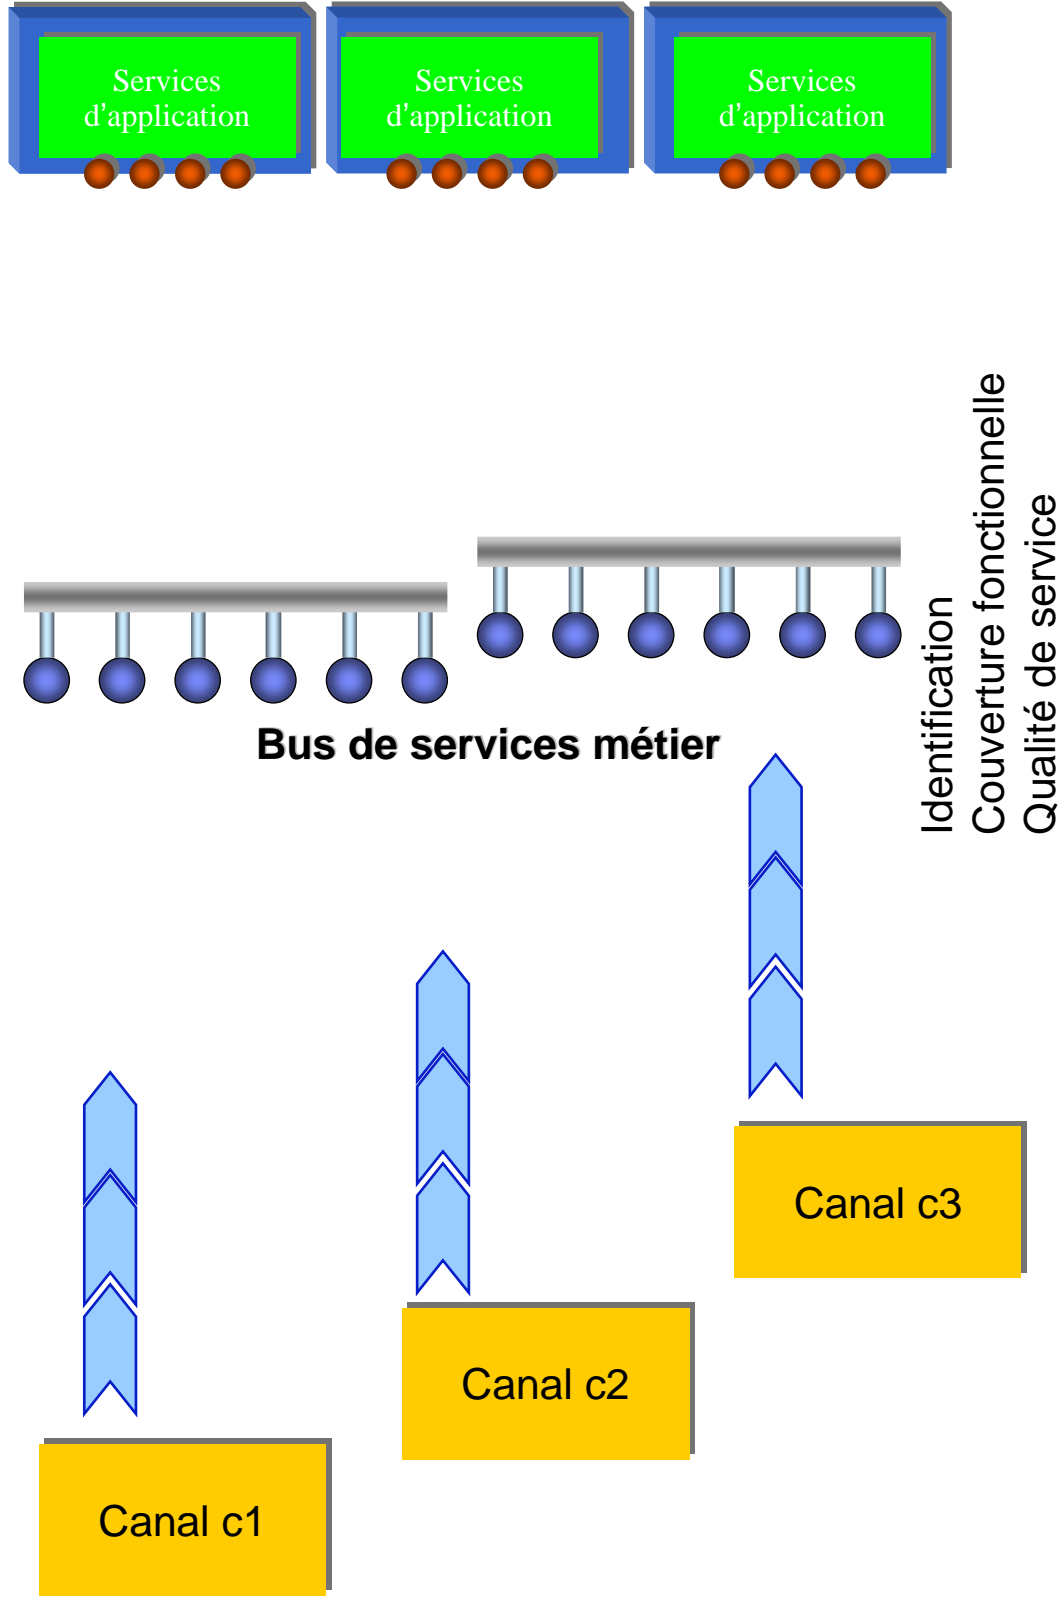 Services
d’application
Services
d’application
Services
d’application
Identification
Couverture fonctionnelle
Qualité de service
Bus de services métier
Canal c3
Canal c2
Canal c1